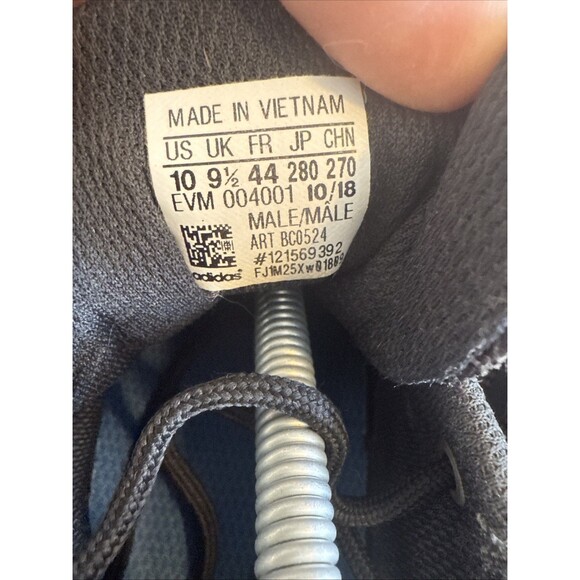 MADE IN VIETNAM
US UK FR JP CHN
10 9½ 44 280 270
EVM 004001 10/18
MALE/MÂLE
ART BC0524
#121569392
adidas